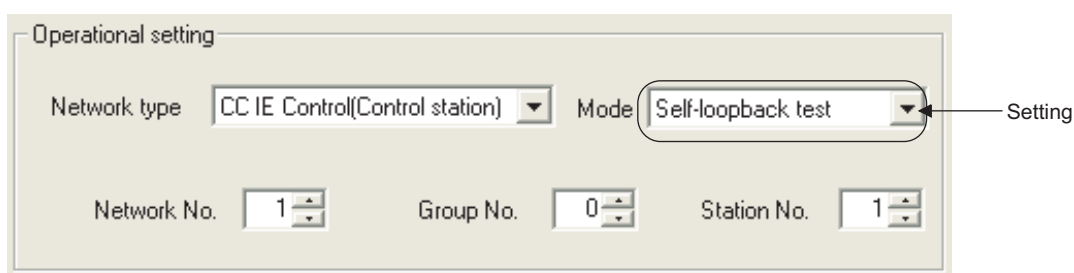 Operational setting
Network type CC IE Control(Control station) Mode Self-loopback test Setting
Network No. 1 Group No. 0 Station No. 1